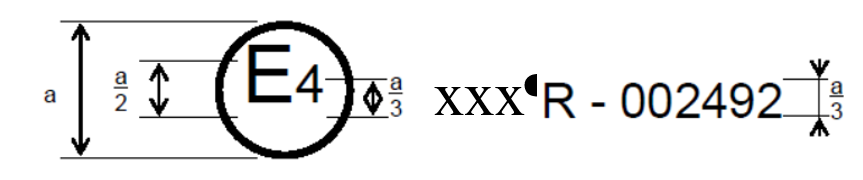 a
a/2
E4
a/3
xxx R - 002492
a/3